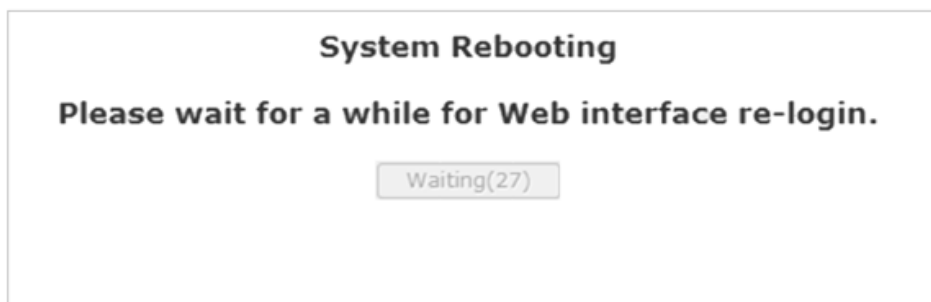 System Rebooting
Please wait for a while for Web interface re-login.
Waiting(27)